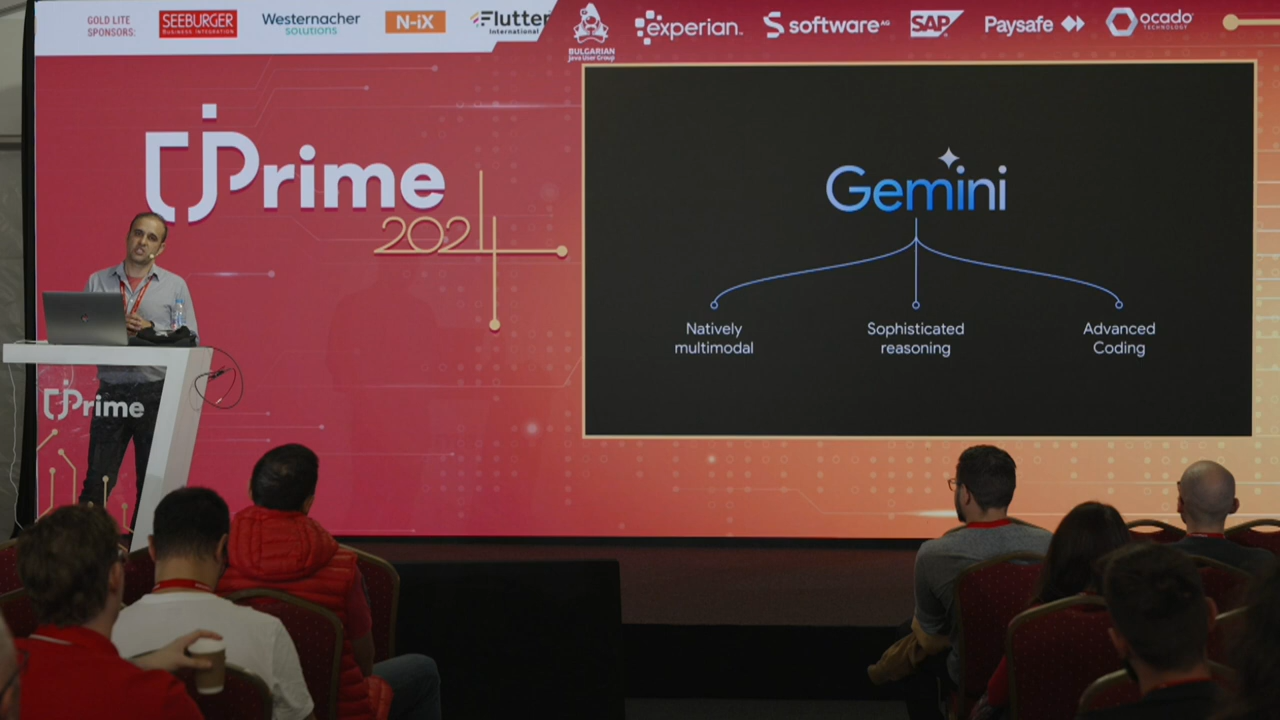 GOLD LITE
SPONSORS:
SEEBURGER
BUSINESS INTEGRATION
Westernacher
solutions
N-iX
Flutter
International
BULGARIAN
Java User Group
experian.
software AG
SAP
Paysafe
ocado
TECHNOLOGY
jPrime
2024
Gemini
Natively
multimodal
Sophisticated
reasoning
Advanced
Coding
jPrime